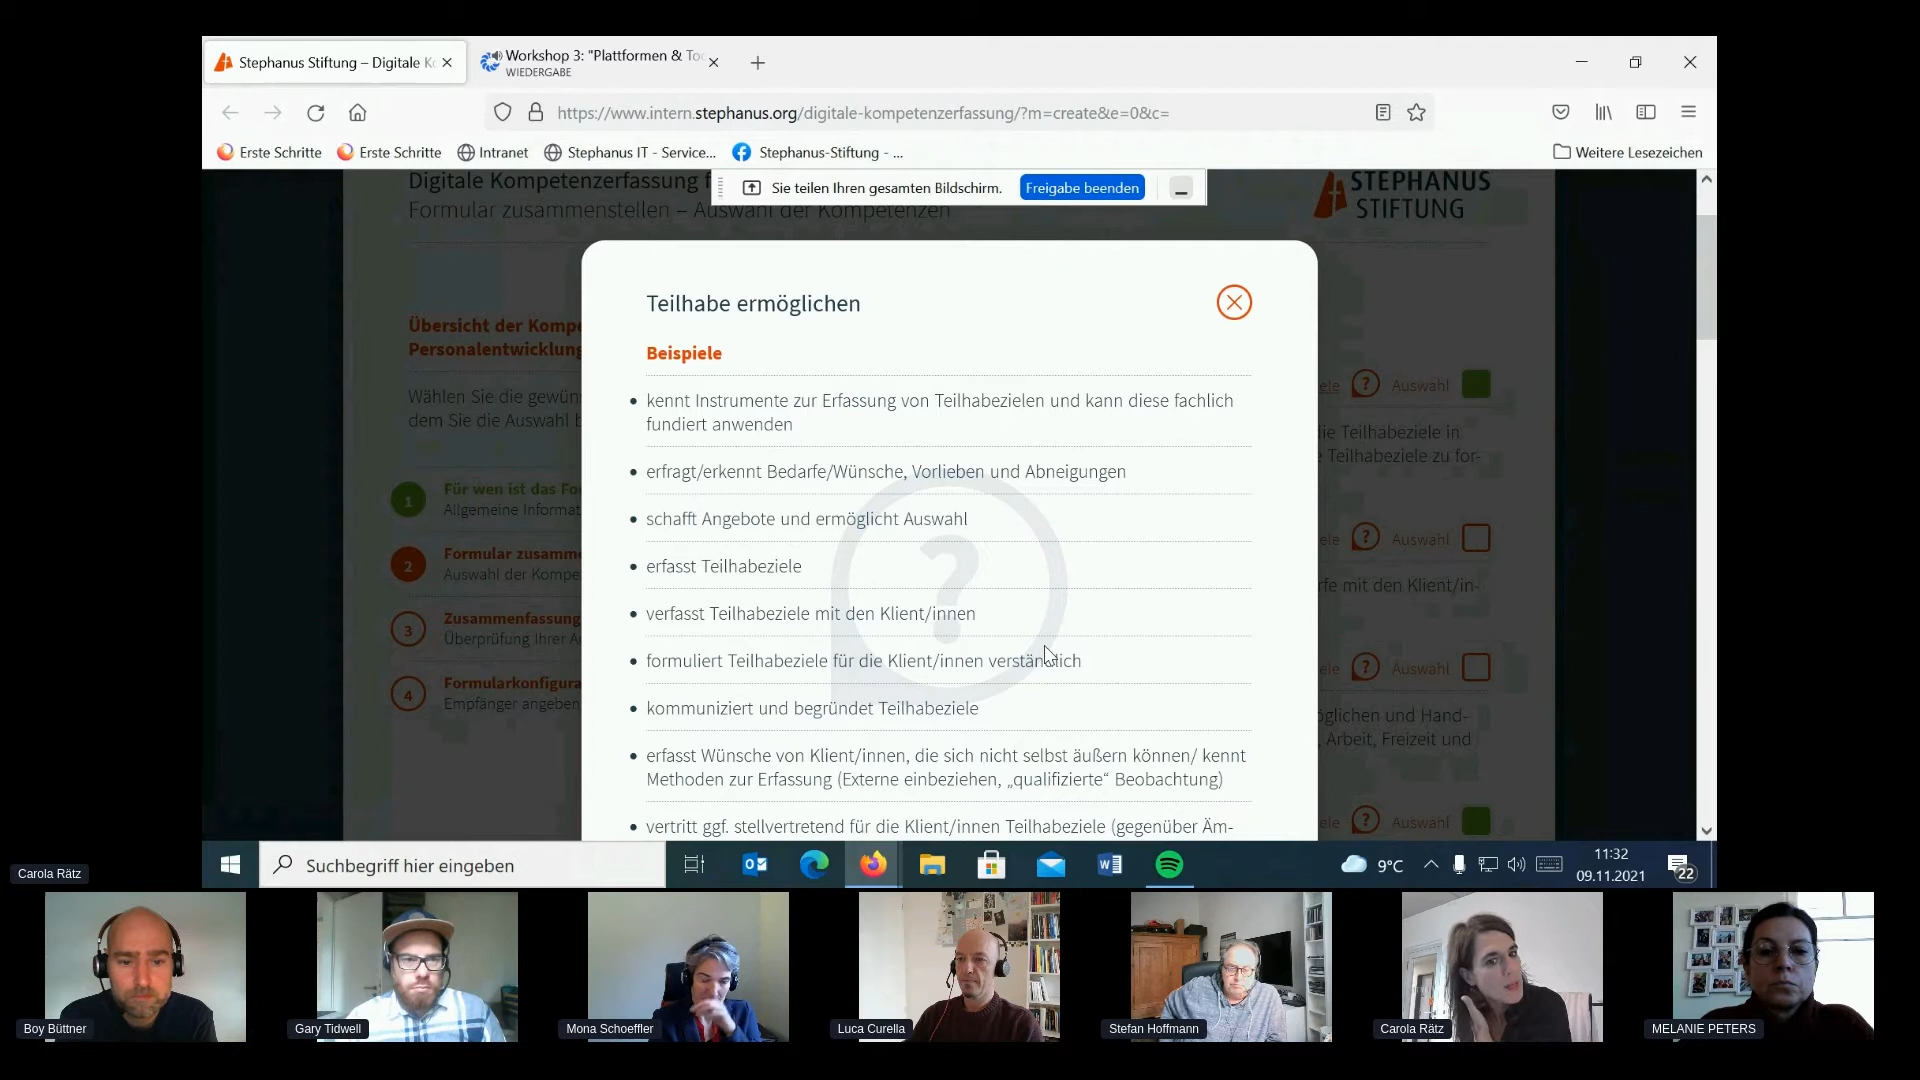 Stephanus Stiftung – Digitale K
Workshop 3: "Plattformen & To
WIEDERGABE
https://www.intern.stephanus.org/digitale-kompetenzerfassung/?m=create&e=0&c=
Erste Schritte
Erste Schritte
Intranet
Stephanus IT - Service...
Stephanus-Stiftung - ...
Weitere Lesezeichen
Sie teilen Ihren gesamten Bildschirm.
Freigabe beenden
Digitale Kompetenzerfassung f
Formular zusammenstellen – Auswahl der Kompetenzen
STEPHANUS
STIFTUNG
Übersicht der Kompe
Personalentwicklung
Wählen Sie die gewün
dem Sie die Auswahl b
1
Für wen ist das Fo
Allgemeine Informat
2
Formular zusamm
Auswahl der Kompe
3
Zusammenfassung
Überprüfung Ihrer A
4
Formularkonfigura
Empfänger angeben
Teilhabe ermöglichen
Beispiele
• kennt Instrumente zur Erfassung von Teilhabezielen und kann diese fachlich
fundiert anwenden
• erfragt/erkennt Bedarfe/Wünsche, Vorlieben und Abneigungen
• schafft Angebote und ermöglicht Auswahl
• erfasst Teilhabeziele
• verfasst Teilhabeziele mit den Klient/innen
• formuliert Teilhabeziele für die Klient/innen verständlich
• kommuniziert und begründet Teilhabeziele
• erfasst Wünsche von Klient/innen, die sich nicht selbst äußern können/ kennt
Methoden zur Erfassung (Externe einbeziehen, „qualifizierte“ Beobachtung)
• vertritt ggf. stellvertretend für die Klient/innen Teilhabeziele (gegenüber Äm-
ele ? Auswahl
die Teilhabeziele in
e Teilhabeziele zu for-
ele ? Auswahl
rfe mit den Klient/in-
ele ? Auswahl
öglichen und Hand-
, Arbeit, Freizeit und
ele ? Auswahl
Suchbegriff hier eingeben
9°C
11:32
09.11.2021
22
Carola Rätz
Boy Büttner
Gary Tidwell
Mona Schoeffler
Luca Curella
Stefan Hoffmann
Carola Rätz
MELANIE PETERS